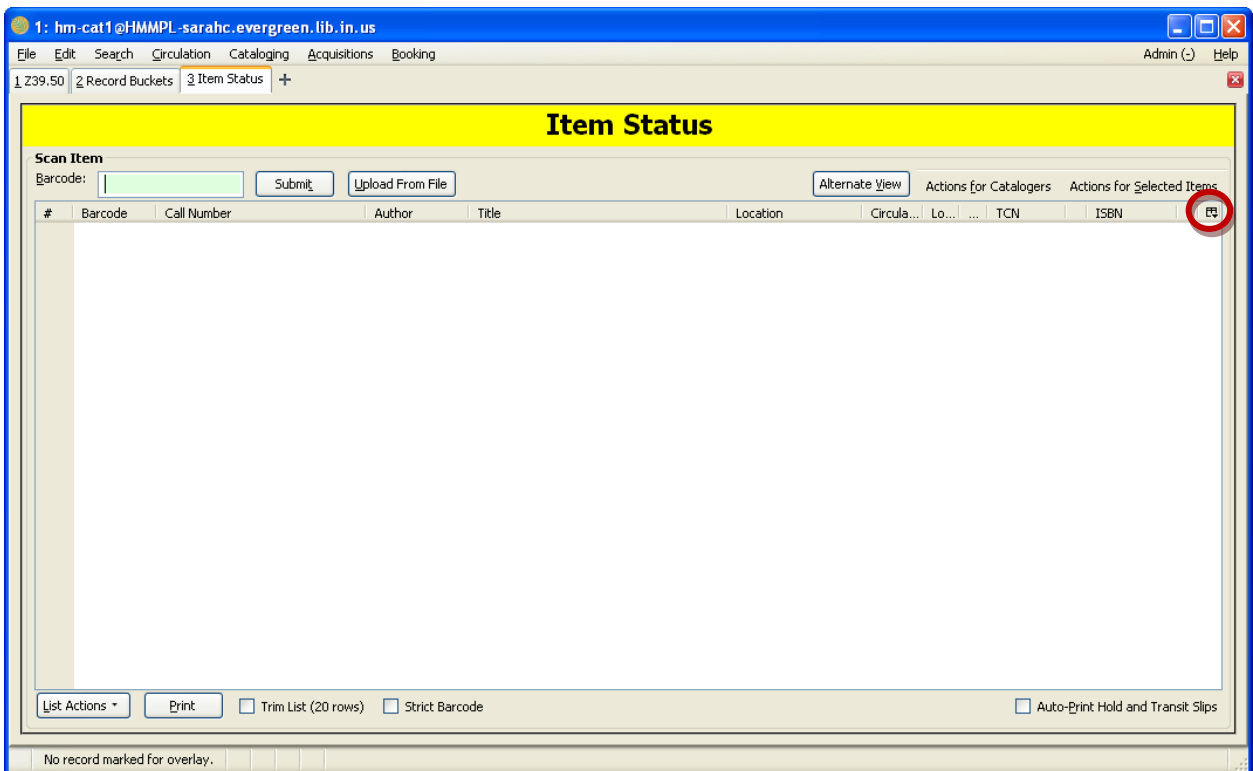 1: hm-cat1@HMMPL-sarahc.evergreen.lib.in.us
File Edit Search Circulation Cataloging Acquisitions Booking Admin (-) Help
1 Z39.50 2 Record Buckets 3 Item Status +
Item Status
Scan Item
Barcode: Submit Upload From File Alternate View Actions for Catalogers Actions for Selected Items
# Barcode Call Number Author Title Location Circula... Lo... ... TCN ISBN
List Actions Print Trim List (20 rows) Strict Barcode Auto-Print Hold and Transit Slips
No record marked for overlay.